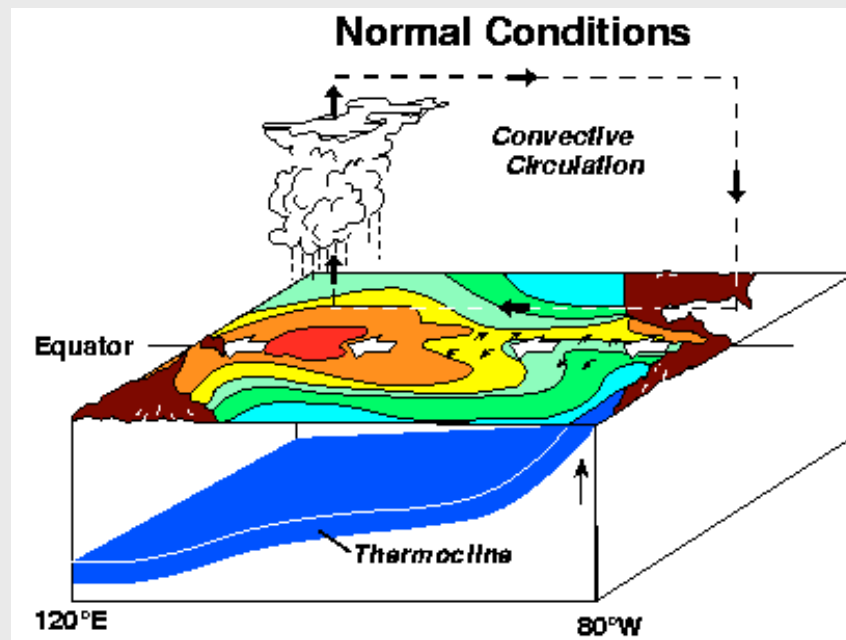 Normal Conditions
Convective
Circulation
Equator
Thermocline
120°E
80°W